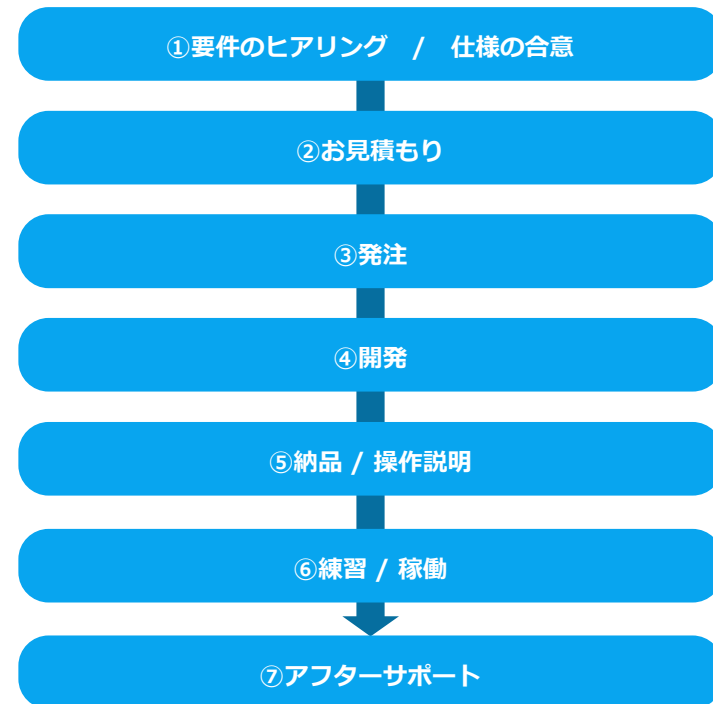 ①要件のヒアリング　/　仕様の合意
②お見積もり
③発注
④開発
⑤納品 / 操作説明
⑥練習 / 稼働
⑦アフターサポート